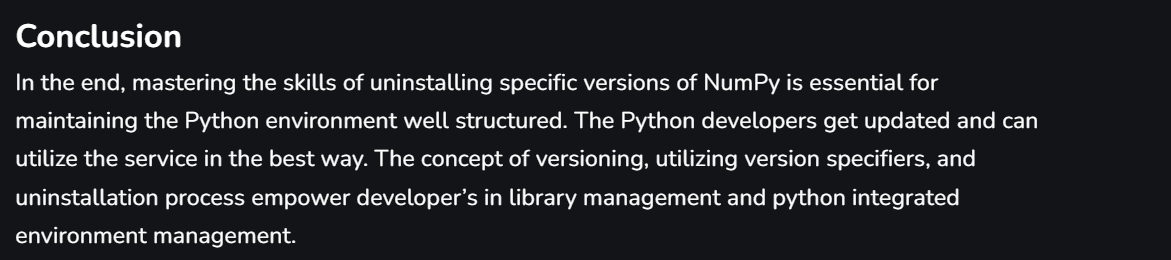 Conclusion
In the end, mastering the skills of uninstalling specific versions of NumPy is essential for
maintaining the Python environment well structured. The Python developers get updated and can
utilize the service in the best way. The concept of versioning, utilizing version specifiers, and
uninstallation process empower developer’s in library management and python integrated
environment management.